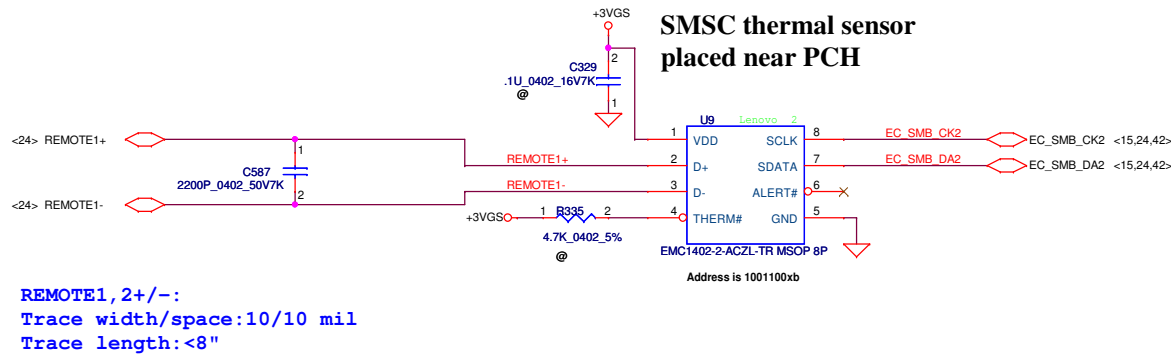 +3VGS
SMSC thermal sensor
placed near PCH
2
C329
.1U_0402_16V7K
@
1
U9
Lenovo 2
<24> REMOTE1+
1
VDD
SCLK
8
EC_SMB_CK2
EC_SMB_CK2 <15,24,42>
1
C587
2200P_0402_50V7K
2
REMOTE1+
2
D+
SDATA
7
EC_SMB_DA2
EC_SMB_DA2 <15,24,42>
<24> REMOTE1-
REMOTE1-
3
D-
ALERT#
6
+3VGS
1
R335
2
4
THERM#
GND
5
4.7K_0402_5%
@
EMC1402-2-ACZL-TR MSOP 8P
Address is 1001100xb
REMOTE1,2+/-:
Trace width/space:10/10 mil
Trace length:<8"